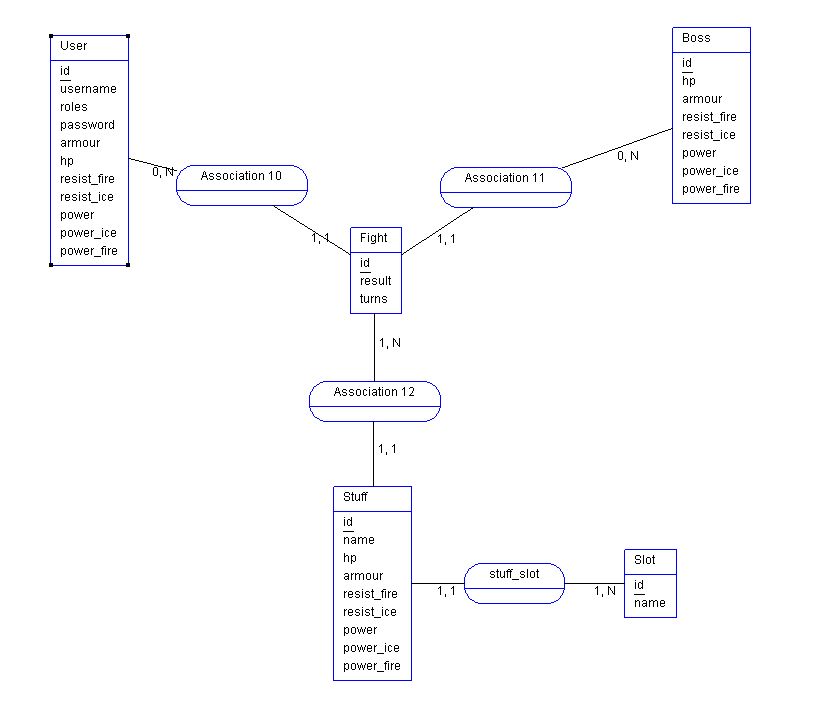 User
id
username
roles
password
armour
hp
resist_fire
resist_ice
power
power_ice
power_fire
0, N
Association 10
1, 1
Boss
id
hp
armour
resist_fire
resist_ice
power
power_ice
power_fire
0, N
Association 11
1, 1
Fight
id
result
turns
1, N
Association 12
1, 1
Stuff
id
name
hp
armour
resist_fire
resist_ice
power
power_ice
power_fire
1, 1
stuff_slot
1, N
Slot
id
name